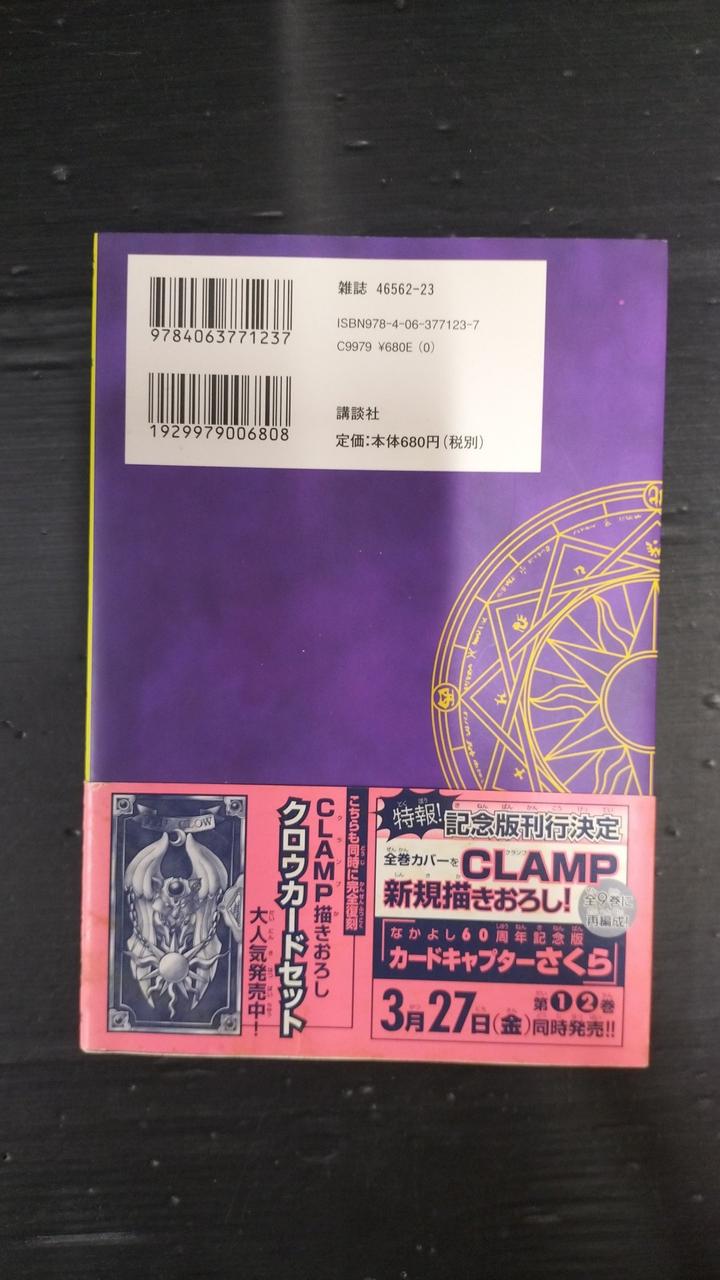 9784063771237
1929979006808
雑誌 46562-23
ISBN978-4-06-377123-7
C9979 ¥680E (0)
講談社
定価:本体680円(税別)
こちらも同時に完全復刻
CLAMP描きおろし
クロウカードセット
大人気発売中!
特報!
記念版刊行決定
全巻カバーを
CLAMP
新規描きおろし!
全9巻に
再編成!
なかよし60周年記念版
「カードキャプターさくら」
3月27日(金)
第❶❷巻
同時発売!!